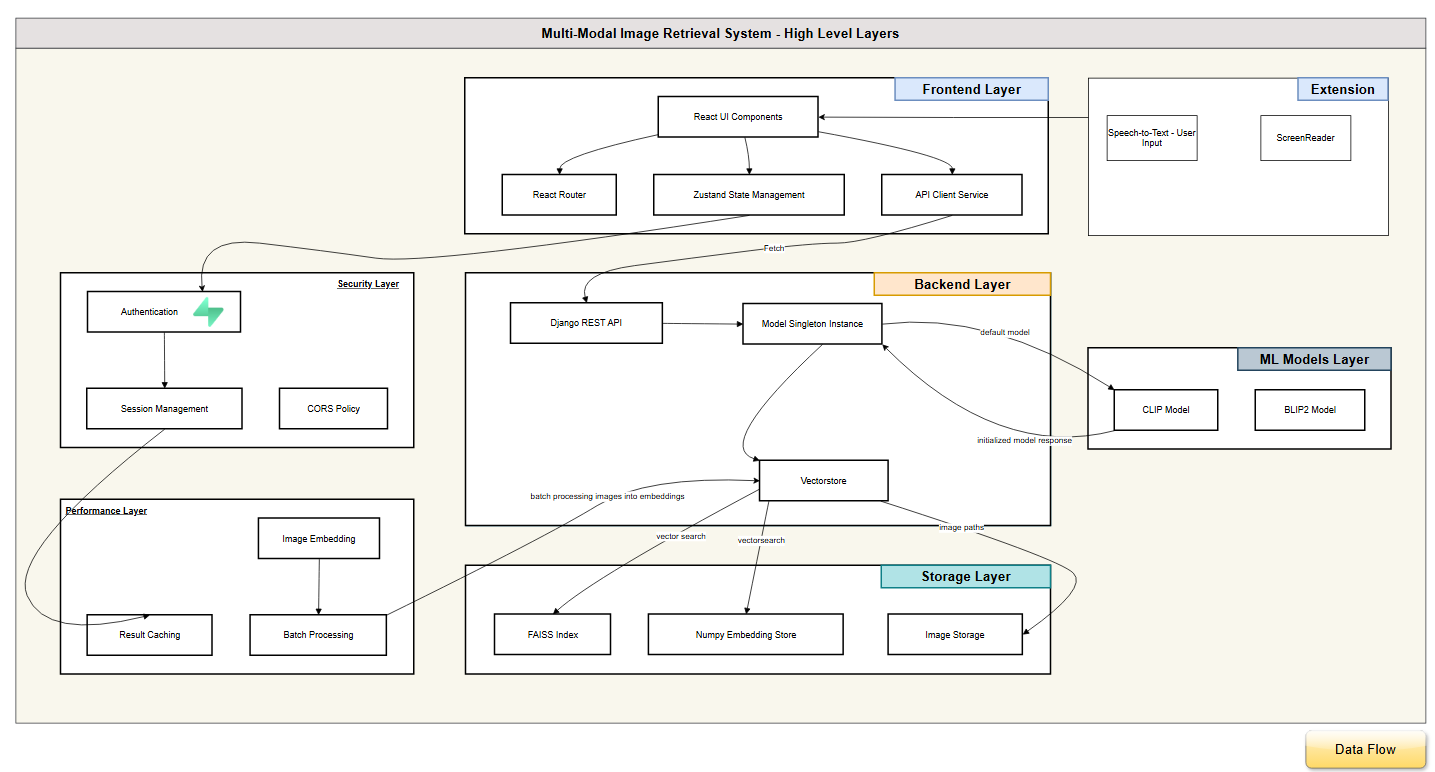 Multi-Modal Image Retrieval System - High Level Layers
Frontend Layer
React UI Components
React Router
Zustand State Management
API Client Service
Extension
Speech-to-Text - User
Input
ScreenReader
Fetch
Security Layer
Authentication
Session Management
CORS Policy
Backend Layer
Django REST API
Model Singleton Instance
default model
initialized model response
Vectorstore
ML Models Layer
CLIP Model
BLIP2 Model
Performance Layer
Image Embedding
Result Caching
Batch Processing
batch processing images into embeddings
vector search
vectorsearch
image paths
Storage Layer
FAISS Index
Numpy Embedding Store
Image Storage
Data Flow